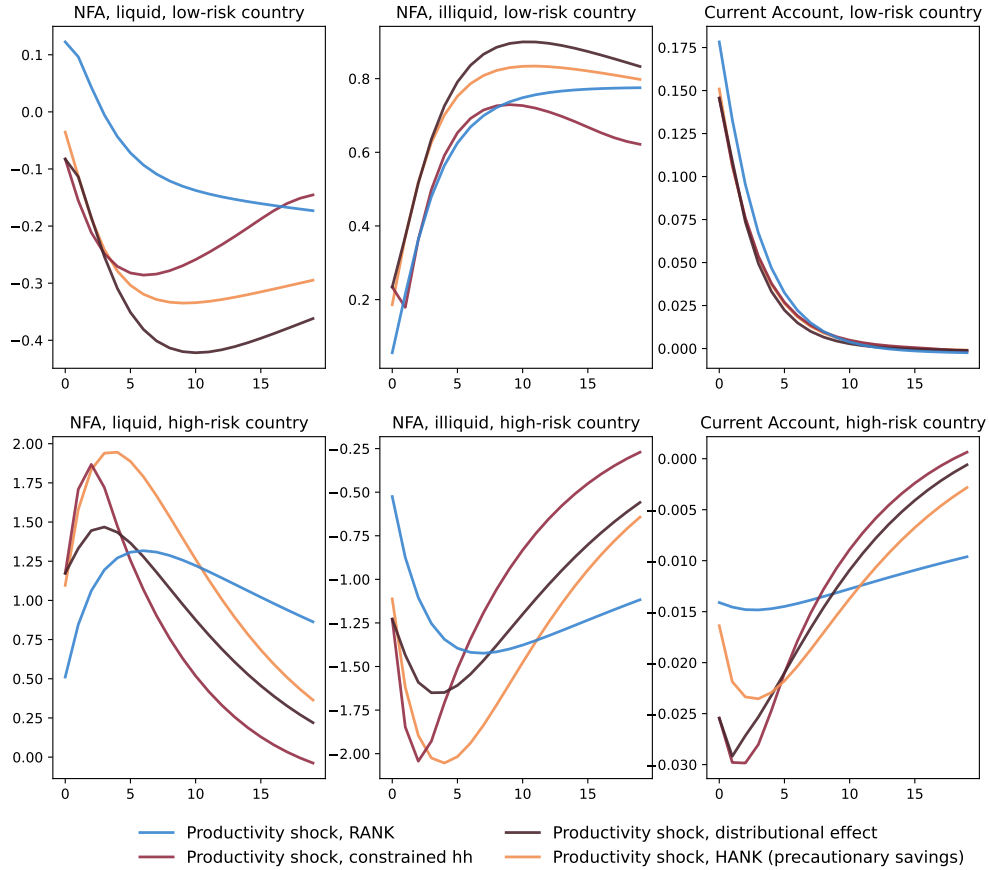 NFA, liquid, low-risk country
NFA, illiquid, low-risk country
Current Account, low-risk country
0.1
0.0
−0.1
−0.2
−0.3
−0.4
0 5 10 15
0.8
0.6
0.4
0.2
0 5 10 15
0.175
0.150
0.125
0.100
0.075
0.050
0.025
0.000
0 5 10 15
NFA, liquid, high-risk country
NFA, illiquid, high-risk country
Current Account, high-risk country
2.00
1.75
1.50
1.25
1.00
0.75
0.50
0.25
0.00
0 5 10 15
−0.25
−0.50
−0.75
−1.00
−1.25
−1.50
−1.75
−2.00
0 5 10 15
0.000
−0.005
−0.010
−0.015
−0.020
−0.025
−0.030
0 5 10 15
Productivity shock, RANK
Productivity shock, constrained hh
Productivity shock, distributional effect
Productivity shock, HANK (precautionary savings)